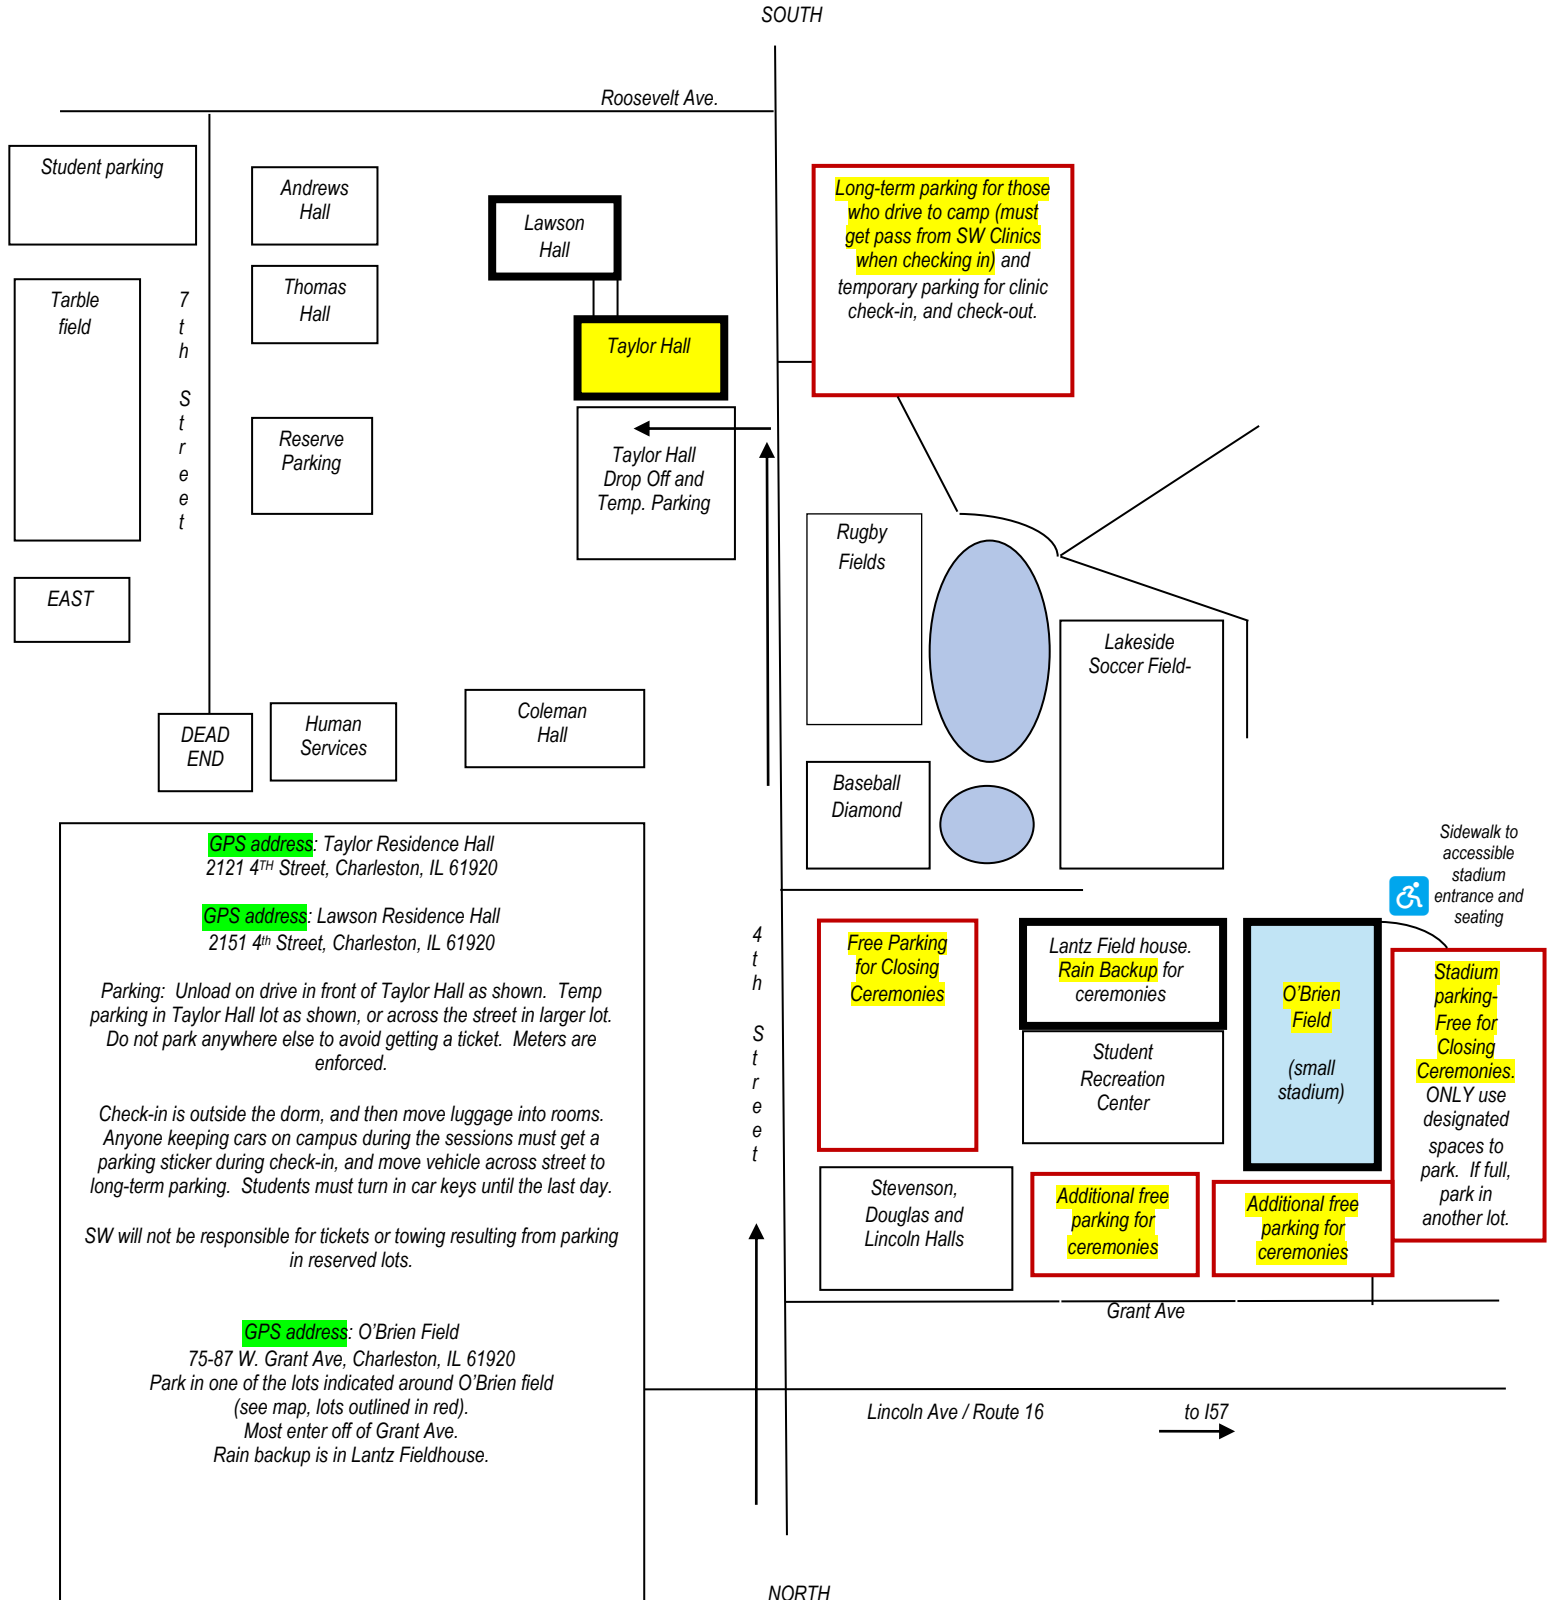 SOUTH
Roosevelt Ave.
Student parking
Andrews
Hall
Lawson
Hall
Long-term parking for those
who drive to camp (must
get pass from SW Clinics
when checking in) and
temporary parking for clinic
check-in, and check-out.
Tarble
field
7th Street
Thomas
Hall
Taylor Hall
Reserve
Parking
Taylor Hall
Drop Off and
Temp. Parking
Rugby
Fields
EAST
Lakeside
Soccer Field-
DEAD
END
Human
Services
Coleman
Hall
Baseball
Diamond
GPS address: Taylor Residence Hall
2121 4TH Street, Charleston, IL 61920
GPS address: Lawson Residence Hall
2151 4th Street, Charleston, IL 61920
Parking: Unload on drive in front of Taylor Hall as shown. Temp
parking in Taylor Hall lot as shown, or across the street in larger lot.
Do not park anywhere else to avoid getting a ticket. Meters are
enforced.
Check-in is outside the dorm, and then move luggage into rooms.
Anyone keeping cars on campus during the sessions must get a
parking sticker during check-in, and move vehicle across street to
long-term parking. Students must turn in car keys until the last day.
SW will not be responsible for tickets or towing resulting from parking
in reserved lots.
GPS address: O'Brien Field
75-87 W. Grant Ave, Charleston, IL 61920
Park in one of the lots indicated around O'Brien field
(see map, lots outlined in red).
Most enter off of Grant Ave.
Rain backup is in Lantz Fieldhouse.
4th Street
Sidewalk to
accessible
stadium
entrance and
seating
Free Parking
for Closing
Ceremonies
Lantz Field house.
Rain Backup for
ceremonies
O'Brien
Field
(small
stadium)
Stadium
parking-
Free for
Closing
Ceremonies.
ONLY use
designated
spaces to
park. If full,
park in
another lot.
Student
Recreation
Center
Stevenson,
Douglas and
Lincoln Halls
Additional free
parking for
ceremonies
Additional free
parking for
ceremonies
Grant Ave
Lincoln Ave / Route 16
to I57
NORTH